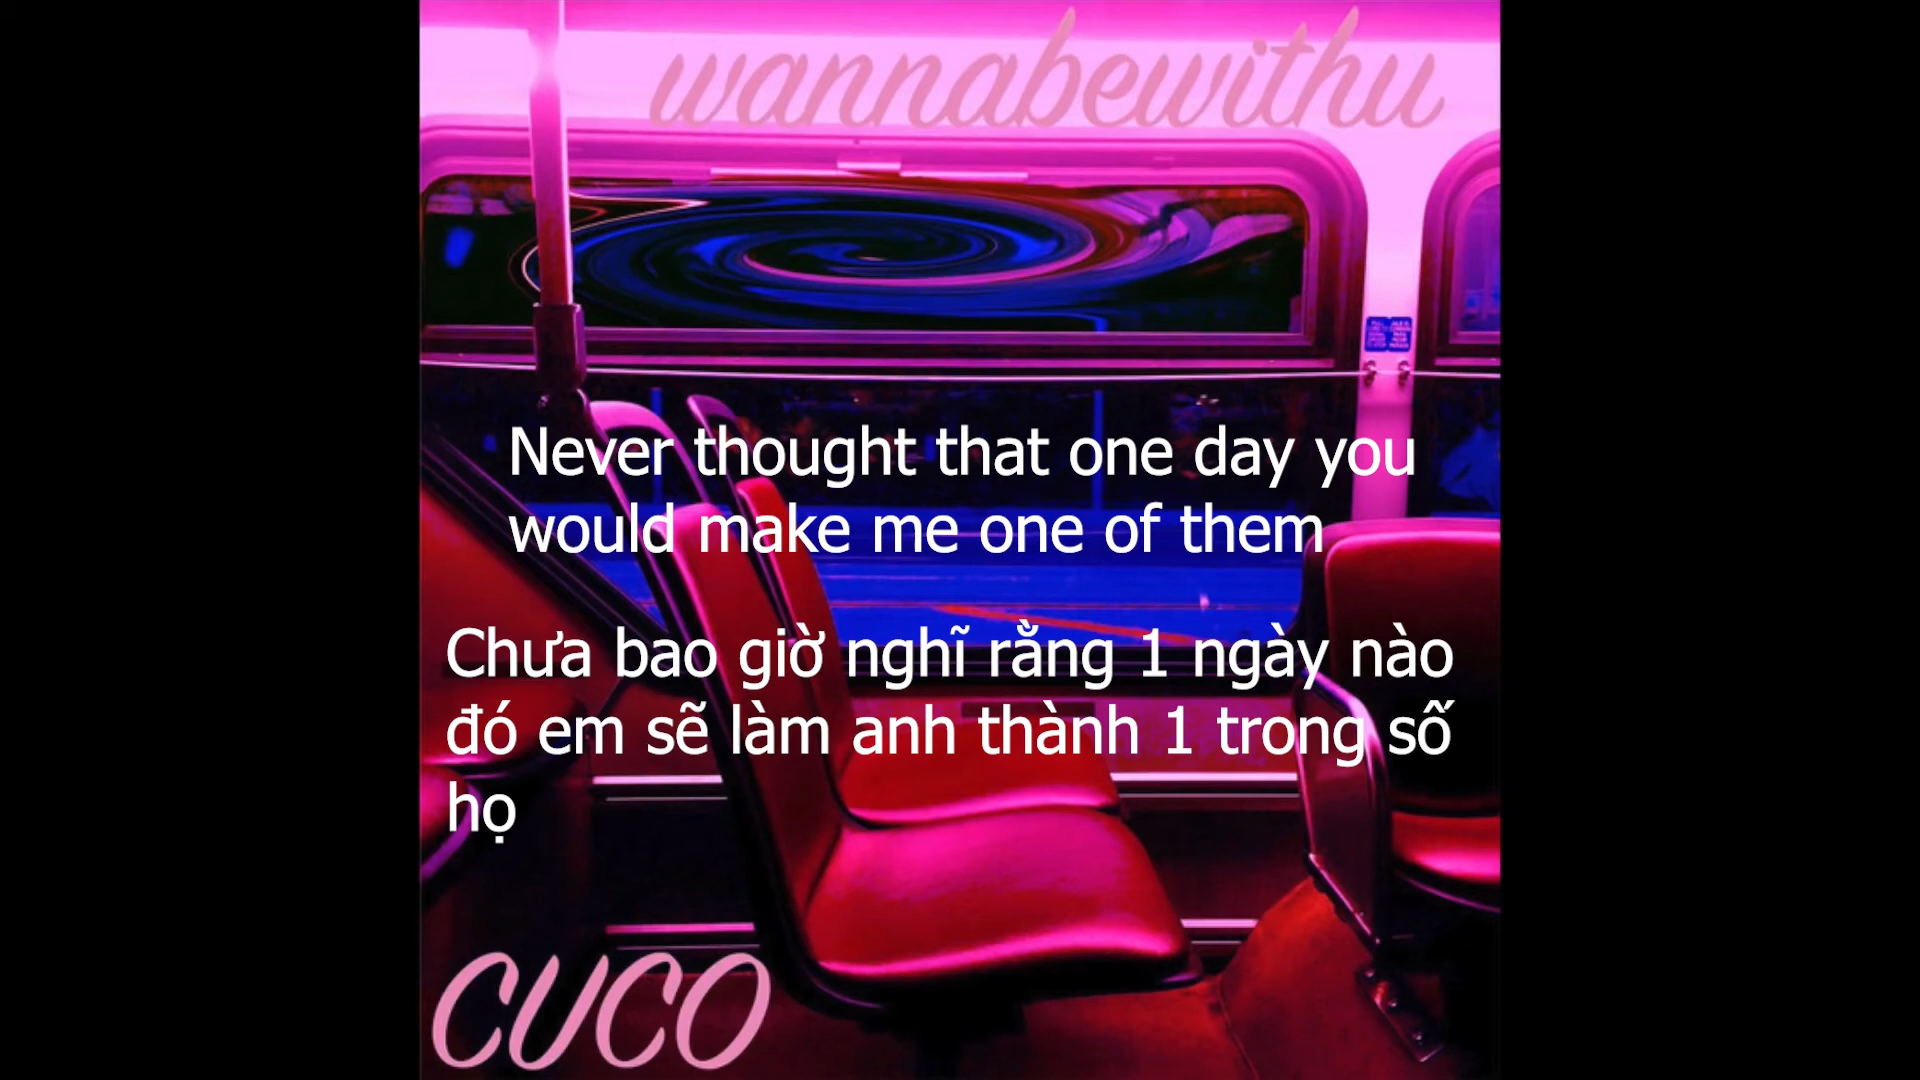 wannabewithu
Never thought that one day you
would make me one of them
Chưa bao giờ nghĩ rằng 1 ngày nào
đó em sẽ làm anh thành 1 trong số
họ
CUCO